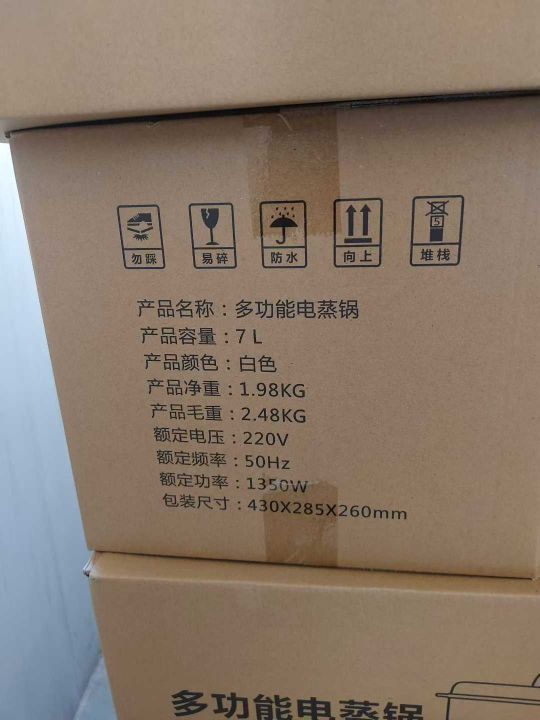 勿踩 易碎 防水 向上 5 堆栈
产品名称：多功能电蒸锅
产品容量：7 L
产品颜色：白色
产品净重：1.98KG
产品毛重：2.48KG
额定电压：220V
额定频率：50Hz
额定功率：1350W
包装尺寸：430X285X260mm
多功能电蒸锅